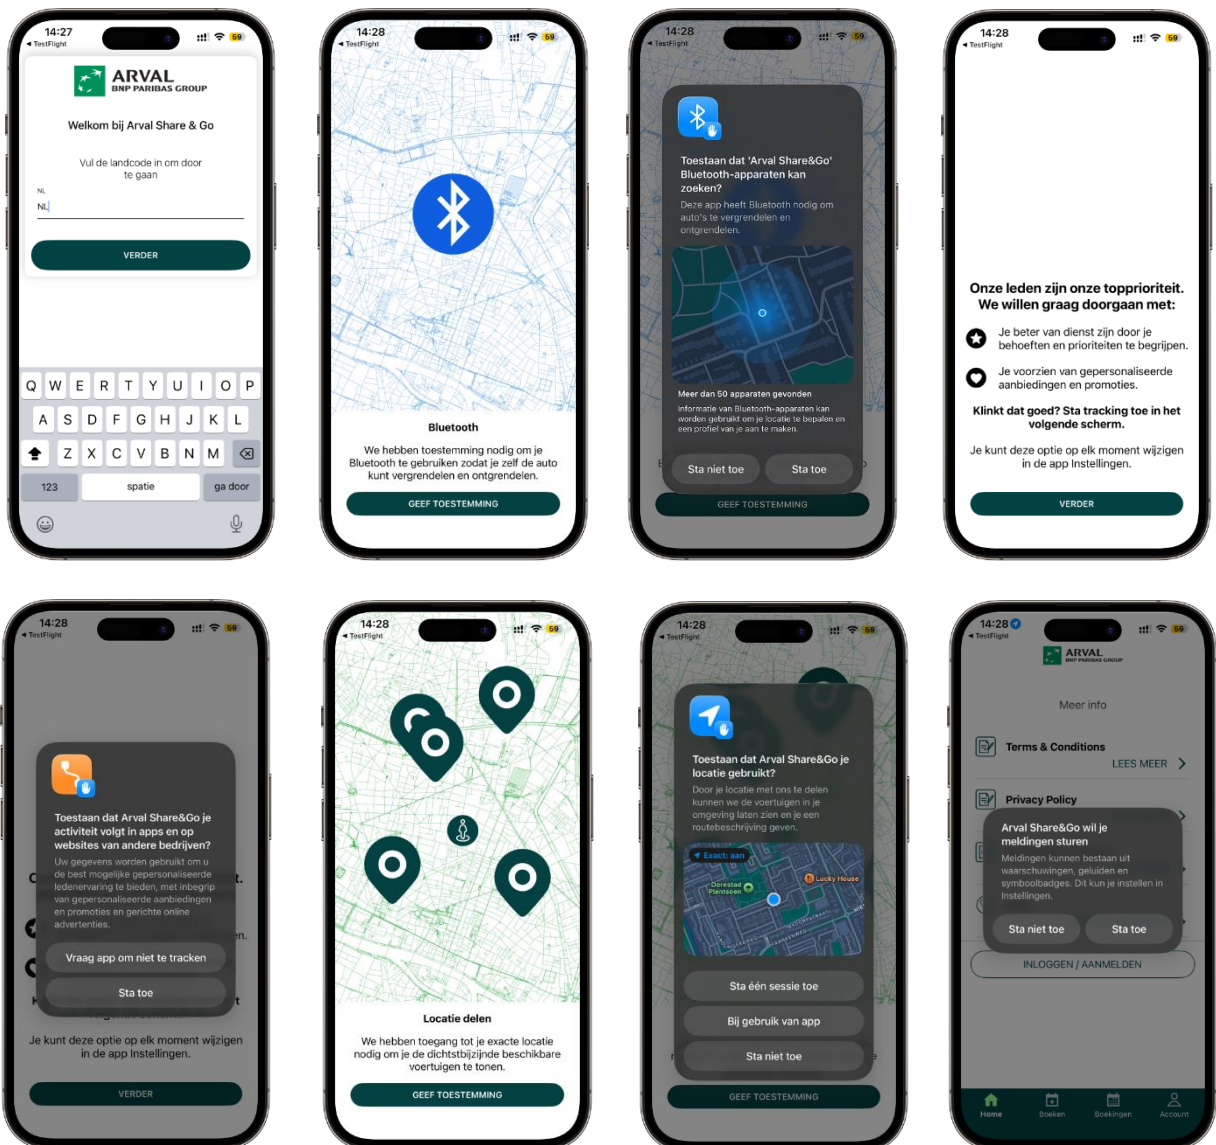 14:27
TestFlight
59
ARVAL
BNP PARIBAS GROUP
Welkom bij Arval Share & Go
Vul de landcode in om door
te gaan
NL
NL
VERDER
Q W E R T Y U I O P
A S D F G H J K L
Z X C V B N M
123 spatie ga door
14:28
TestFlight
59
Bluetooth
We hebben toestemming nodig om je
Bluetooth te gebruiken zodat je zelf de auto
kunt vergrendelen en ontgrendelen.
GEEF TOESTEMMING
14:28
TestFlight
59
Toestaan dat 'Arval Share&Go'
Bluetooth-apparaten kan
zoeken?
Deze app heeft Bluetooth nodig om
auto's te vergrendelen en
ontgrendelen.
Meer dan 50 apparaten gevonden
Informatie van Bluetooth-apparaten kan
worden gebruikt om je locatie te bepalen en
een profiel van je aan te maken.
Sta niet toe Sta toe
GEEF TOESTEMMING
14:28
TestFlight
59
Onze leden zijn onze topprioriteit.
We willen graag doorgaan met:
Je beter van dienst zijn door je
behoeften en prioriteiten te begrijpen.
Je voorzien van gepersonaliseerde
aanbiedingen en promoties.
Klinkt dat goed? Sta tracking toe in het
volgende scherm.
Je kunt deze optie op elk moment wijzigen
in de app Instellingen.
VERDER
14:28
TestFlight
59
Toestaan dat Arval Share&Go je
activiteit volgt in apps en op
websites van andere bedrijven?
Uw gegevens worden gebruikt om u
de best mogelijke gepersonaliseerde
ledenervaring te bieden, met inbegrip
van gepersonaliseerde aanbiedingen
en promoties en gerichte online
advertenties.
Vraag app om niet te tracken
Sta toe
Je kunt deze optie op elk moment wijzigen
in de app Instellingen.
VERDER
14:28
TestFlight
59
Locatie delen
We hebben toegang tot je exacte locatie
nodig om je de dichtstbijzijnde beschikbare
voertuigen te tonen.
GEEF TOESTEMMING
14:28
TestFlight
59
Toestaan dat Arval Share&Go je
locatie gebruikt?
Door je locatie met ons te delen
kunnen we de voertuigen in je
omgeving laten zien en je een
routebeschrijving geven.
Exact: aan
Lucky House
Dorestad
Plantsoen
Sta één sessie toe
Bij gebruik van app
Sta niet toe
GEEF TOESTEMMING
14:28
TestFlight
59
ARVAL
BNP PARIBAS GROUP
Meer info
Terms & Conditions
LEES MEER
Privacy Policy
Arval Share&Go wil je
meldingen sturen
Meldingen kunnen bestaan uit
waarschuwingen, geluiden en
symboolbadges. Dit kun je instellen in
Instellingen.
Sta niet toe Sta toe
INLOGGEN / AANMELDEN
Home Boeken Boekingen Account